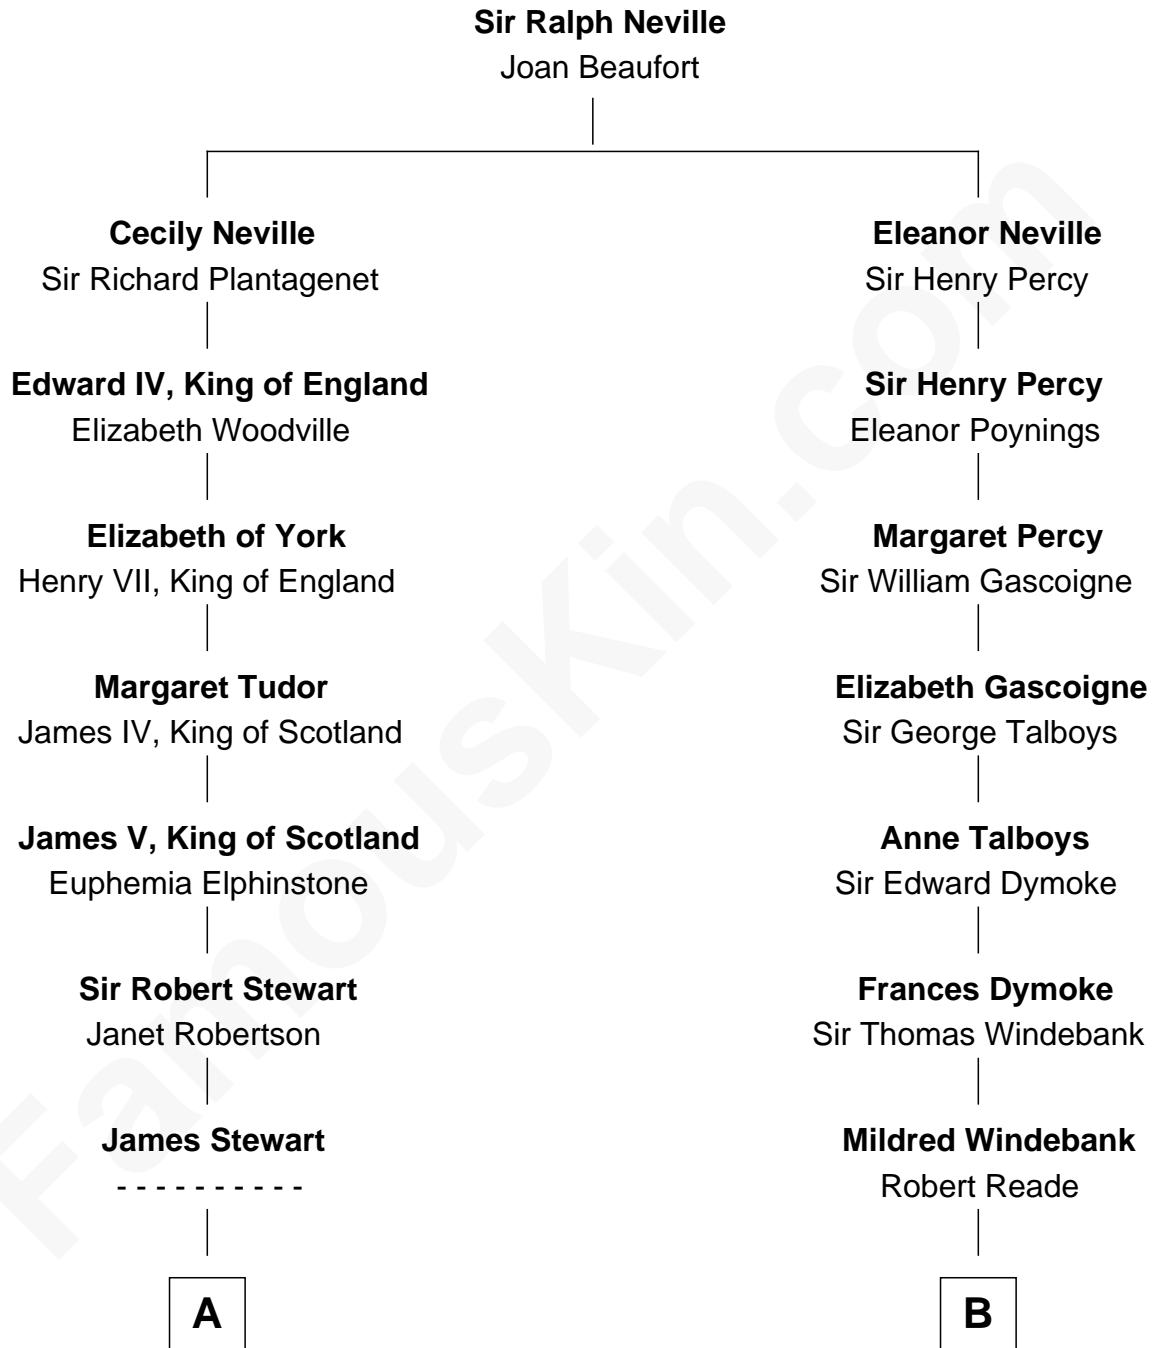 Sir Ralph Neville
Joan Beaufort
Cecily Neville
Sir Richard Plantagenet
Edward IV, King of England
Elizabeth Woodville
Elizabeth of York
Henry VII, King of England
Margaret Tudor
James IV, King of Scotland
James V, King of Scotland
Euphemia Elphinstone
Sir Robert Stewart
Janet Robertson
James Stewart
- - - - - - - - - -
A
Eleanor Neville
Sir Henry Percy
Sir Henry Percy
Eleanor Poynings
Margaret Percy
Sir William Gascoigne
Elizabeth Gascoigne
Sir George Talboys
Anne Talboys
Sir Edward Dymoke
Frances Dymoke
Sir Thomas Windebank
Mildred Windebank
Robert Reade
B
FamousKin.com